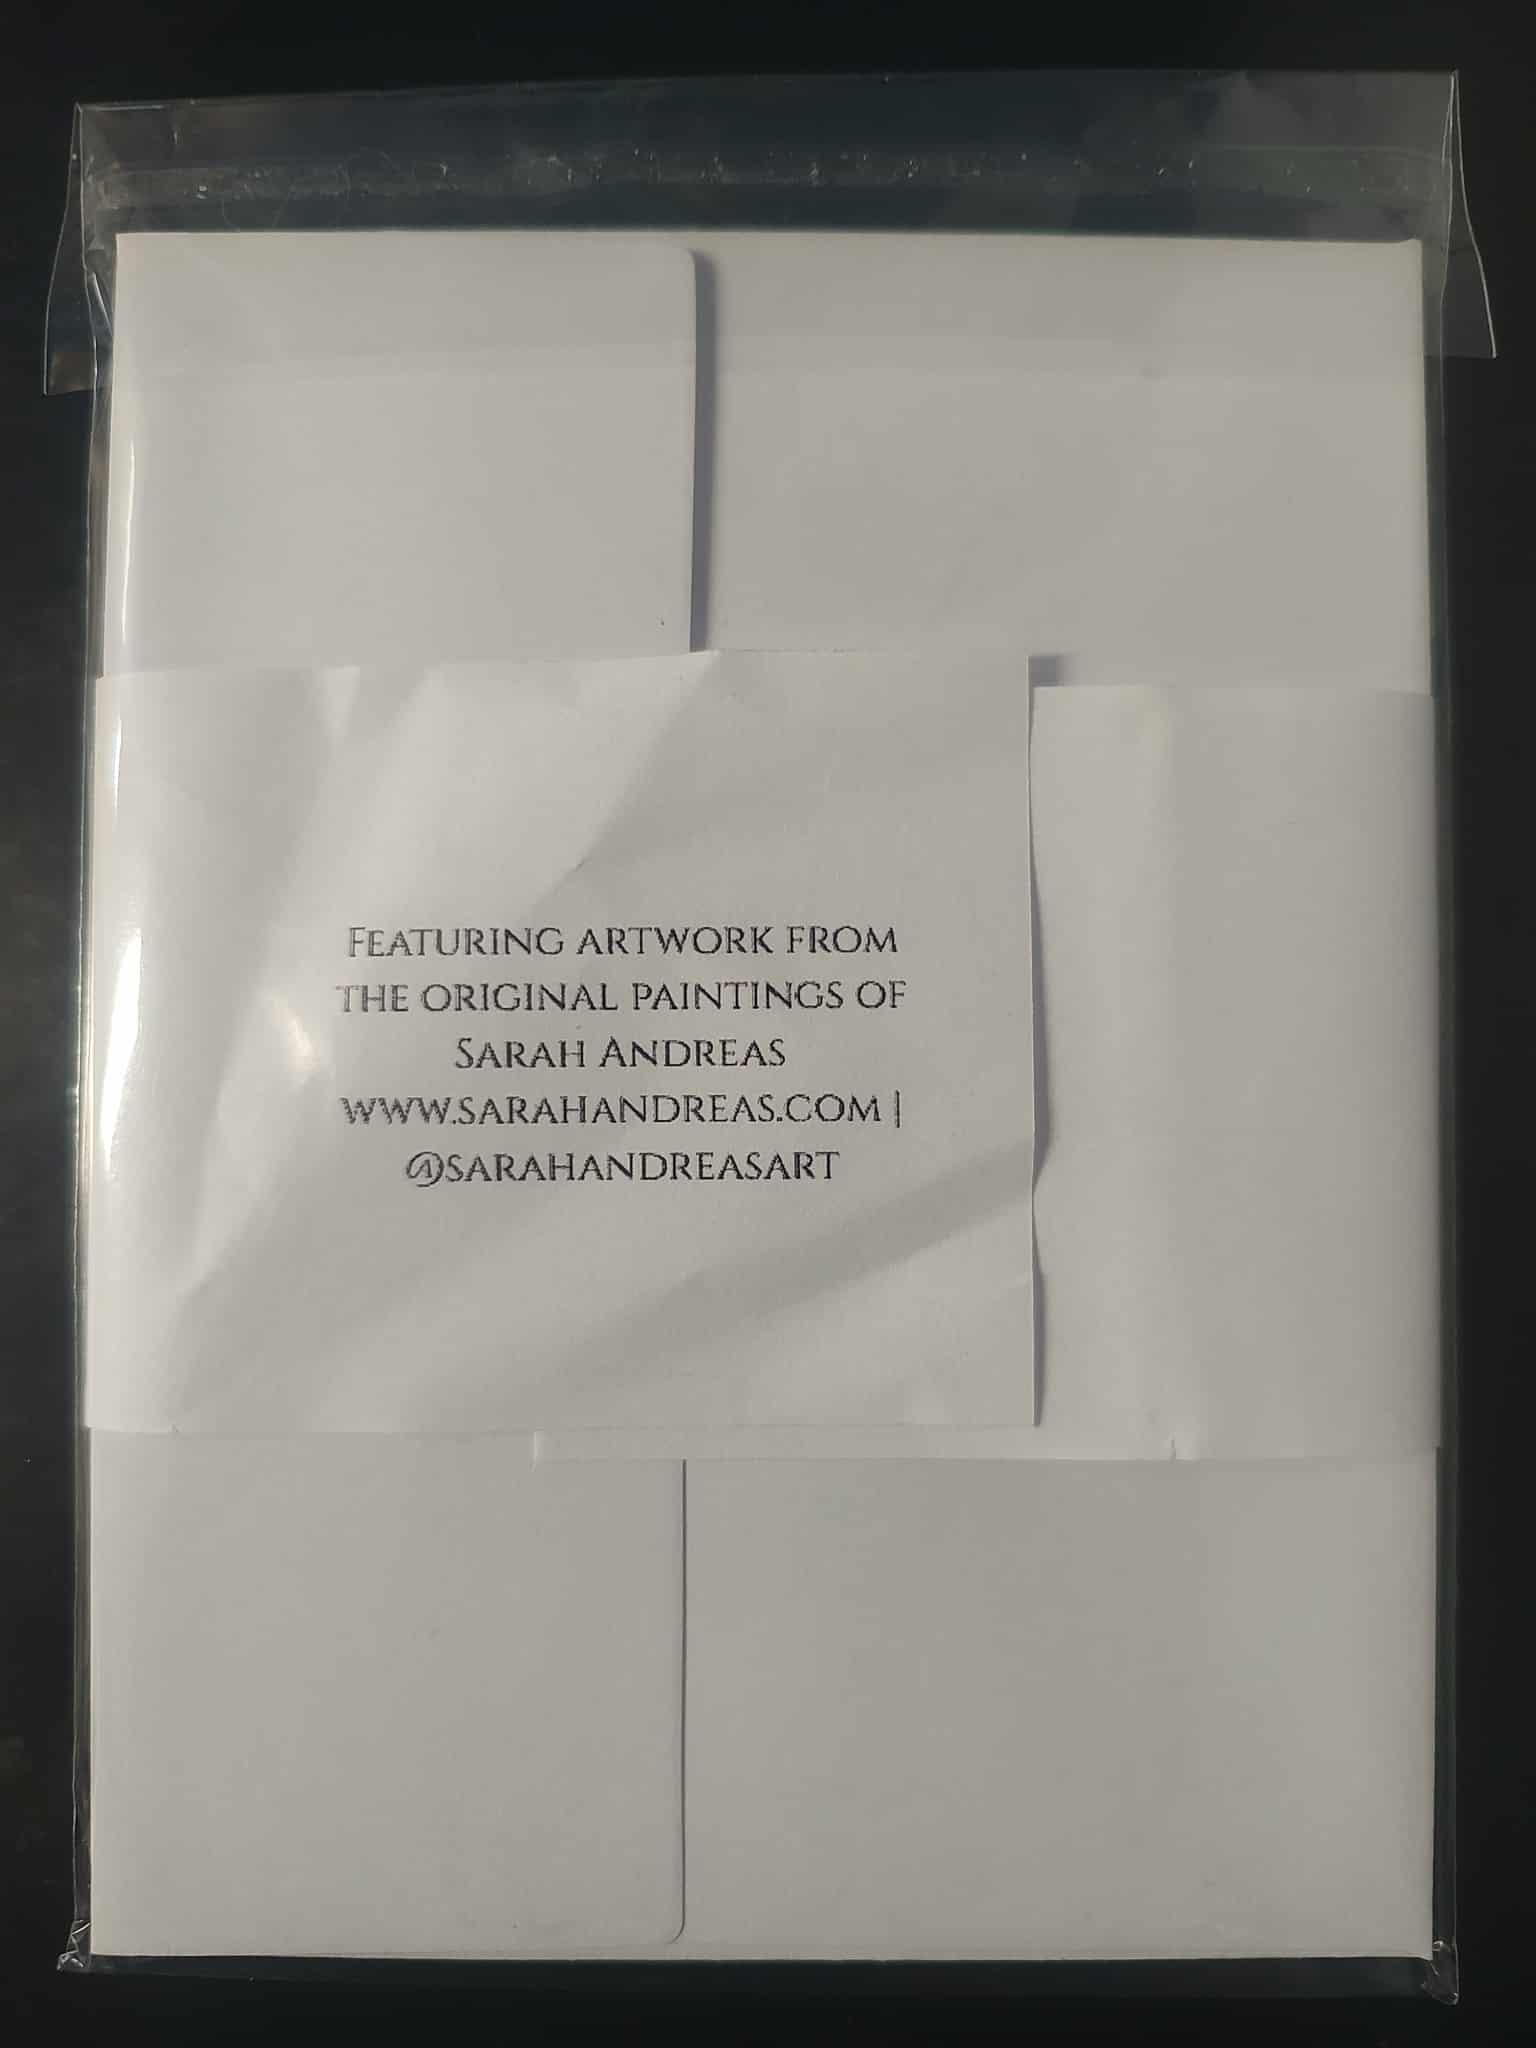 Featuring artwork from
the original paintings of
Sarah Andreas
www.sarahandreas.com |
@sarahandreasart